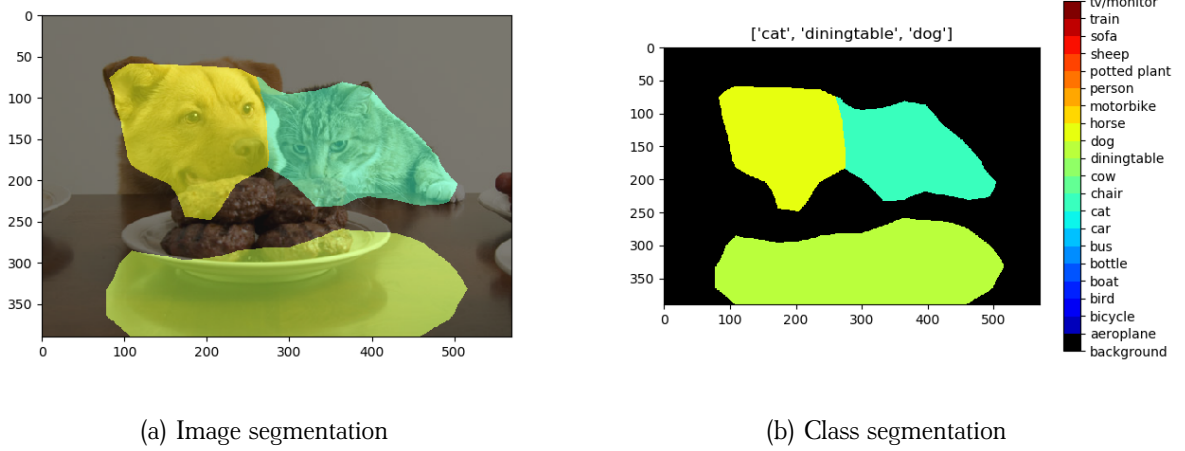 0
50
100
150
200
250
300
350
0 100 200 300 400 500
['cat', 'diningtable', 'dog']
0
50
100
150
200
250
300
350
0 100 200 300 400 500
tv/monitor
train
sofa
sheep
potted plant
person
motorbike
horse
dog
diningtable
cow
chair
cat
car
bus
bottle
boat
bird
bicycle
aeroplane
background
(a) Image segmentation
(b) Class segmentation